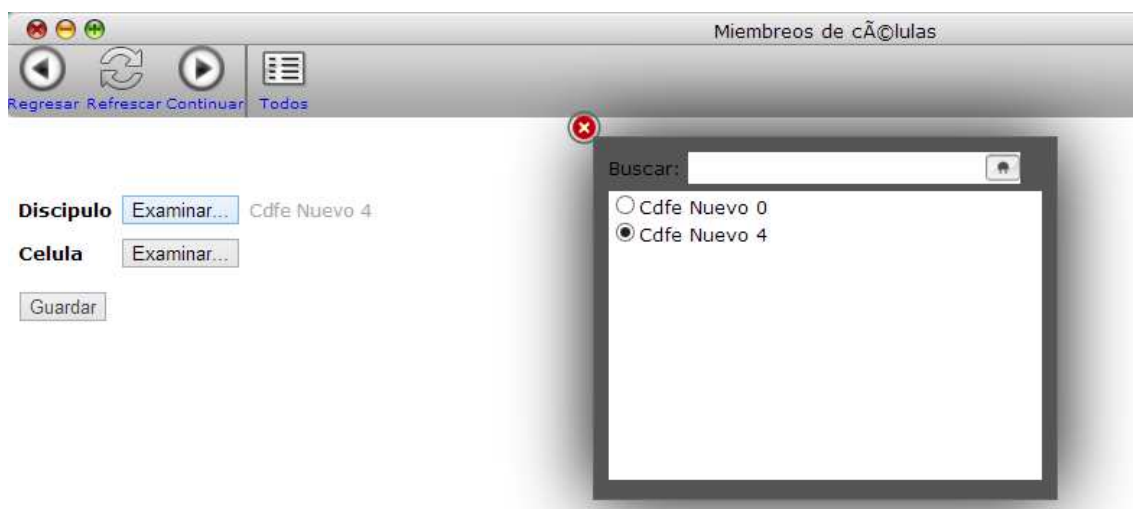 Miembreos de cÃ©lulas
Regresar Refrescar Continuar Todos
Buscar:
Cdfe Nuevo 0
Cdfe Nuevo 4
Discipulo Examinar... Cdfe Nuevo 4
Celula Examinar...
Guardar